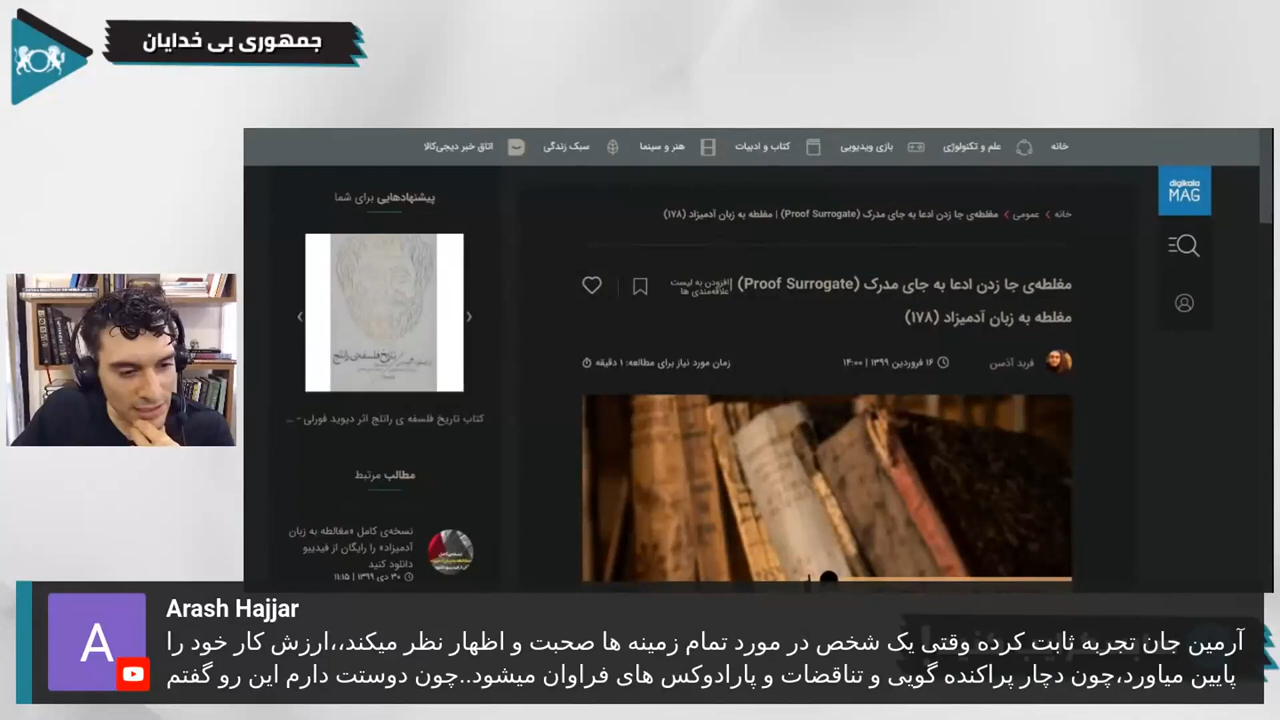 جمهوری بی خدایان
خانه
علم و تکنولوژی
بازی ویدیویی
کتاب و ادبیات
هنر و سینما
سبک زندگی
اتاق خبر دیجی‌کالا
digikala
MAG
خانه › عمومی › مغلطه‌ی جا زدن ادعا به جای مدرک (Proof Surrogate) | مغلطه به زبان آدمیزاد (۱۷۸)
مغلطه‌ی جا زدن ادعا به جای مدرک (Proof Surrogate) |
مغلطه به زبان آدمیزاد (۱۷۸)
افزودن به لیست
علاقه‌مندی ها
فرید آذسن
۱۶ فروردین ۱۳۹۹ | ۱۴:۰۰
زمان مورد نیاز برای مطالعه: ۱ دقیقه
پیشنهادهایی برای شما
تاریخ فلسفه‌ی راتلج
کتاب تاریخ فلسفه ی راتلج اثر دیوید فورلی - ...
مطالب مرتبط
نسخه‌ی کامل «مغالطه به زبان
آدمیزاد» را رایگان از فیدیبو
دانلود کنید
۳۰ دی ۱۳۹۹ | ۱۱:۱۵
A
Arash Hajjar
آرمین جان تجربه ثابت کرده وقتی یک شخص در مورد تمام زمینه ها صحبت و اظهار نظر میکند،،ارزش کار خود را
پایین میاورد،چون دچار پراکنده گویی و تناقضات و پارادوکس های فراوان میشود..چون دوستت دارم این رو گفتم